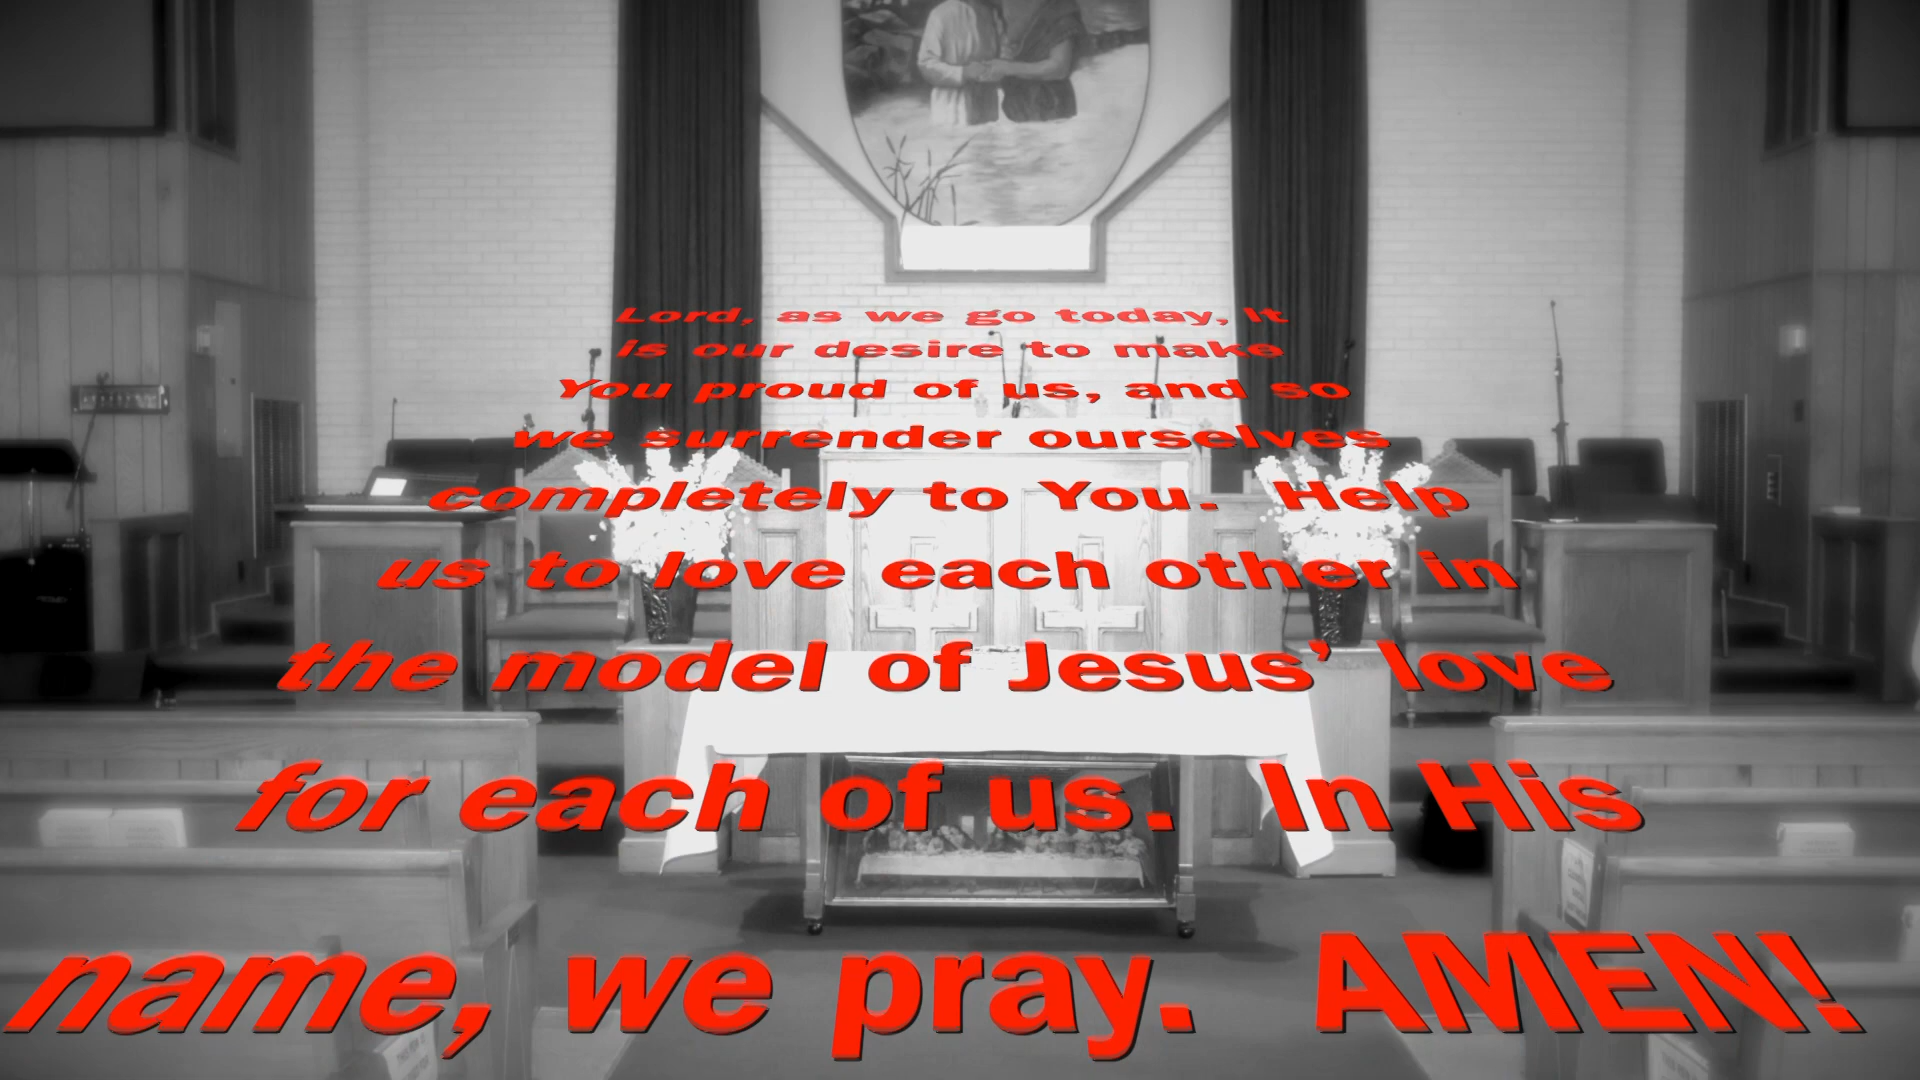 Lord, as we go today, it
is our desire to make
You proud of us, and so
we surrender ourselves
completely to You.  Help
us to love each other in
the model of Jesus’ love
for each of us.  In His
name, we pray.  AMEN!